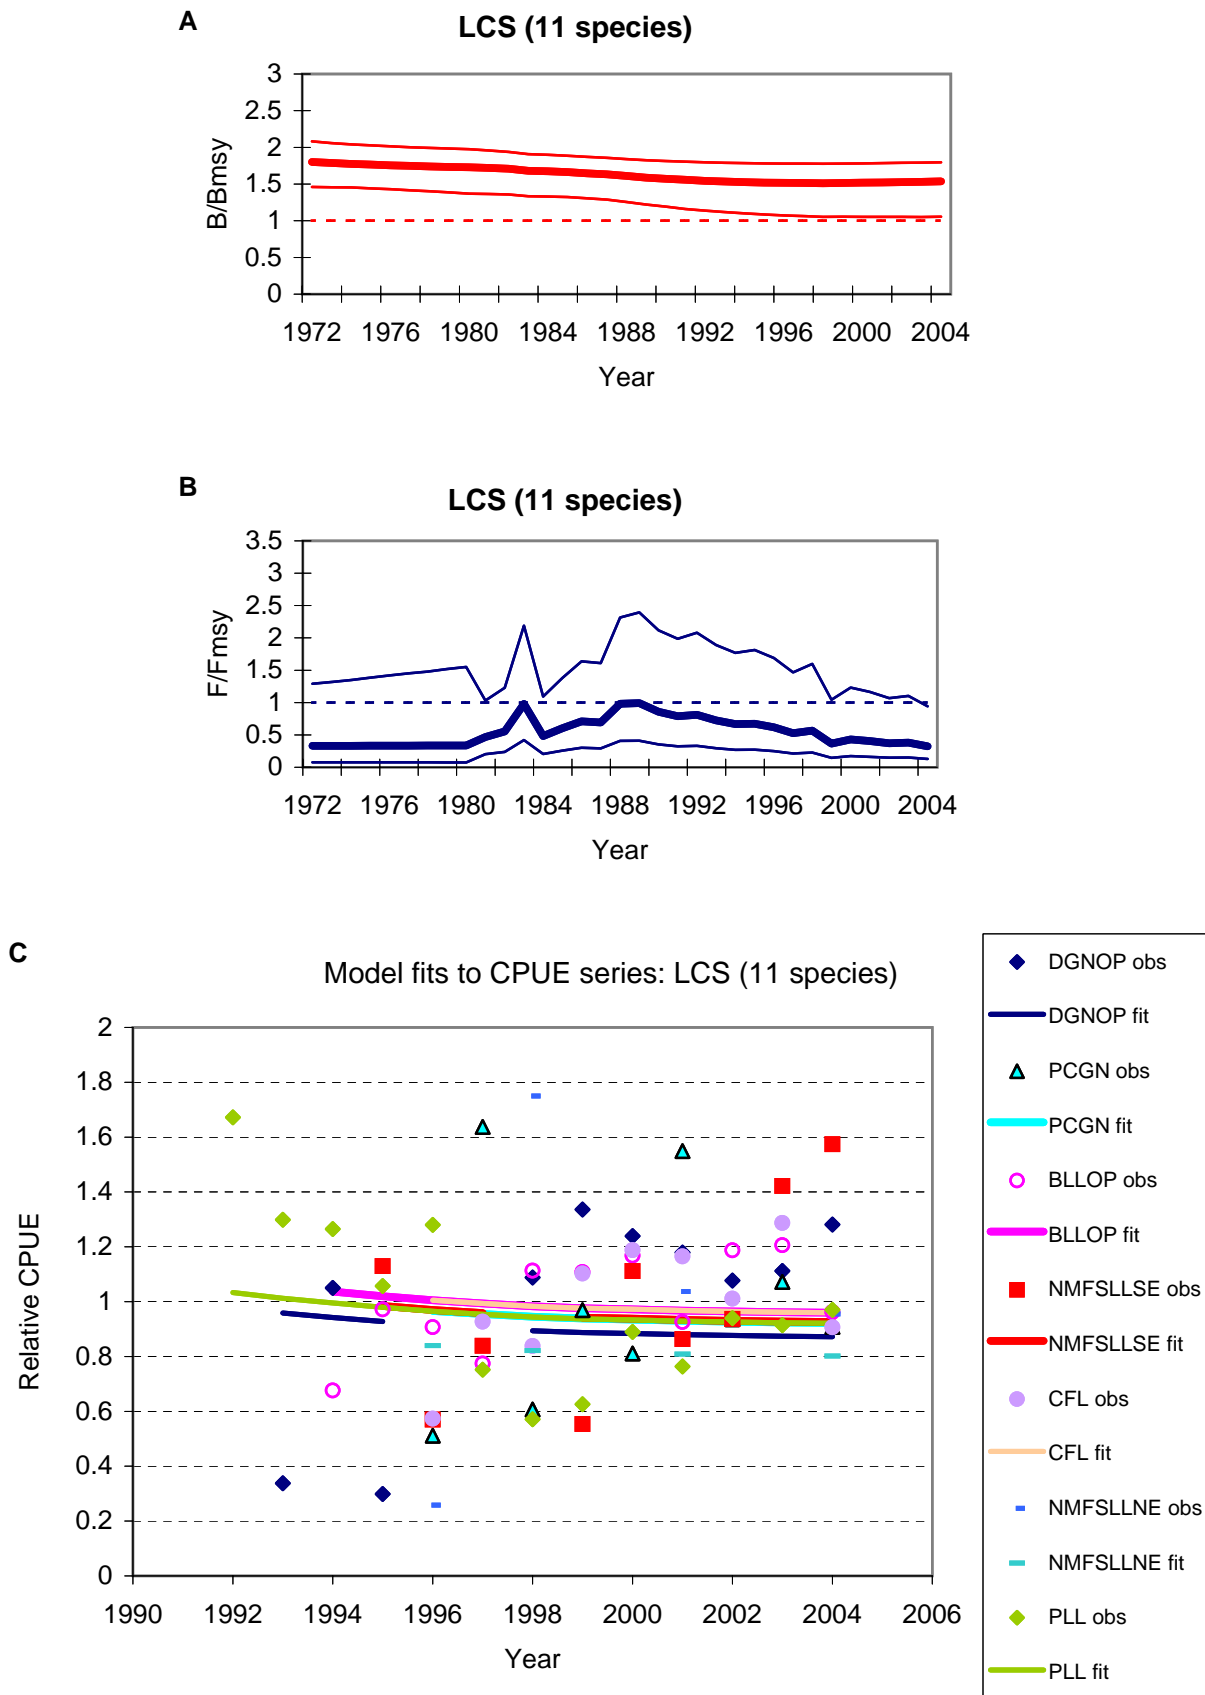 A
LCS (11 species)
3
2.5
2
1.5
1
0.5
0
B/Bmsy
1972 1976 1980 1984 1988 1992 1996 2000 2004
Year
B
LCS (11 species)
3.5
3
2.5
2
1.5
1
0.5
0
F/Fmsy
1972 1976 1980 1984 1988 1992 1996 2000 2004
Year
C
Model fits to CPUE series: LCS (11 species)
2
1.8
1.6
1.4
1.2
1
0.8
0.6
0.4
0.2
0
Relative CPUE
1990 1992 1994 1996 1998 2000 2002 2004 2006
Year
DGNOP obs
DGNOP fit
PCGN obs
PCGN fit
BLLOP obs
BLLOP fit
NMFSLLSE obs
NMFSLLSE fit
CFL obs
CFL fit
NMFSLLNE obs
NMFSLLNE fit
PLL obs
PLL fit